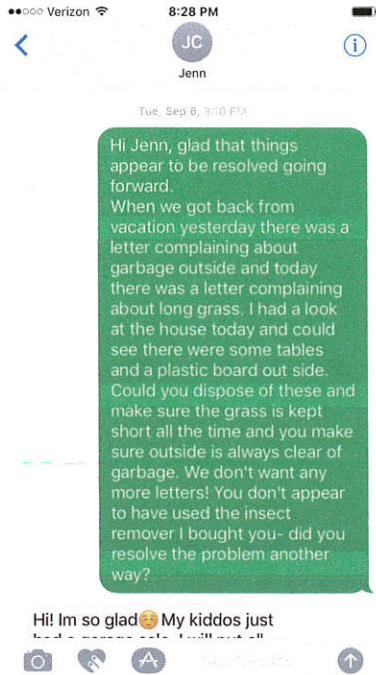 Verizon 8:28 PM
JC
Jenn
Tue, Sep 6, 9:10 PM
Hi Jenn, glad that things
appear to be resolved going
forward.
When we got back from
vacation yesterday there was a
letter complaining about
garbage outside and today
there was a letter complaining
about long grass. I had a look
at the house today and could
see there were some tables
and a plastic board out side.
Could you dispose of these and
make sure the grass is kept
short all the time and you make
sure outside is always clear of
garbage. We don't want any
more letters! You don't appear
to have used the insect
remover I bought you- did you
resolve the problem another
way?
Hi! Im so glad☺️ My kiddos just